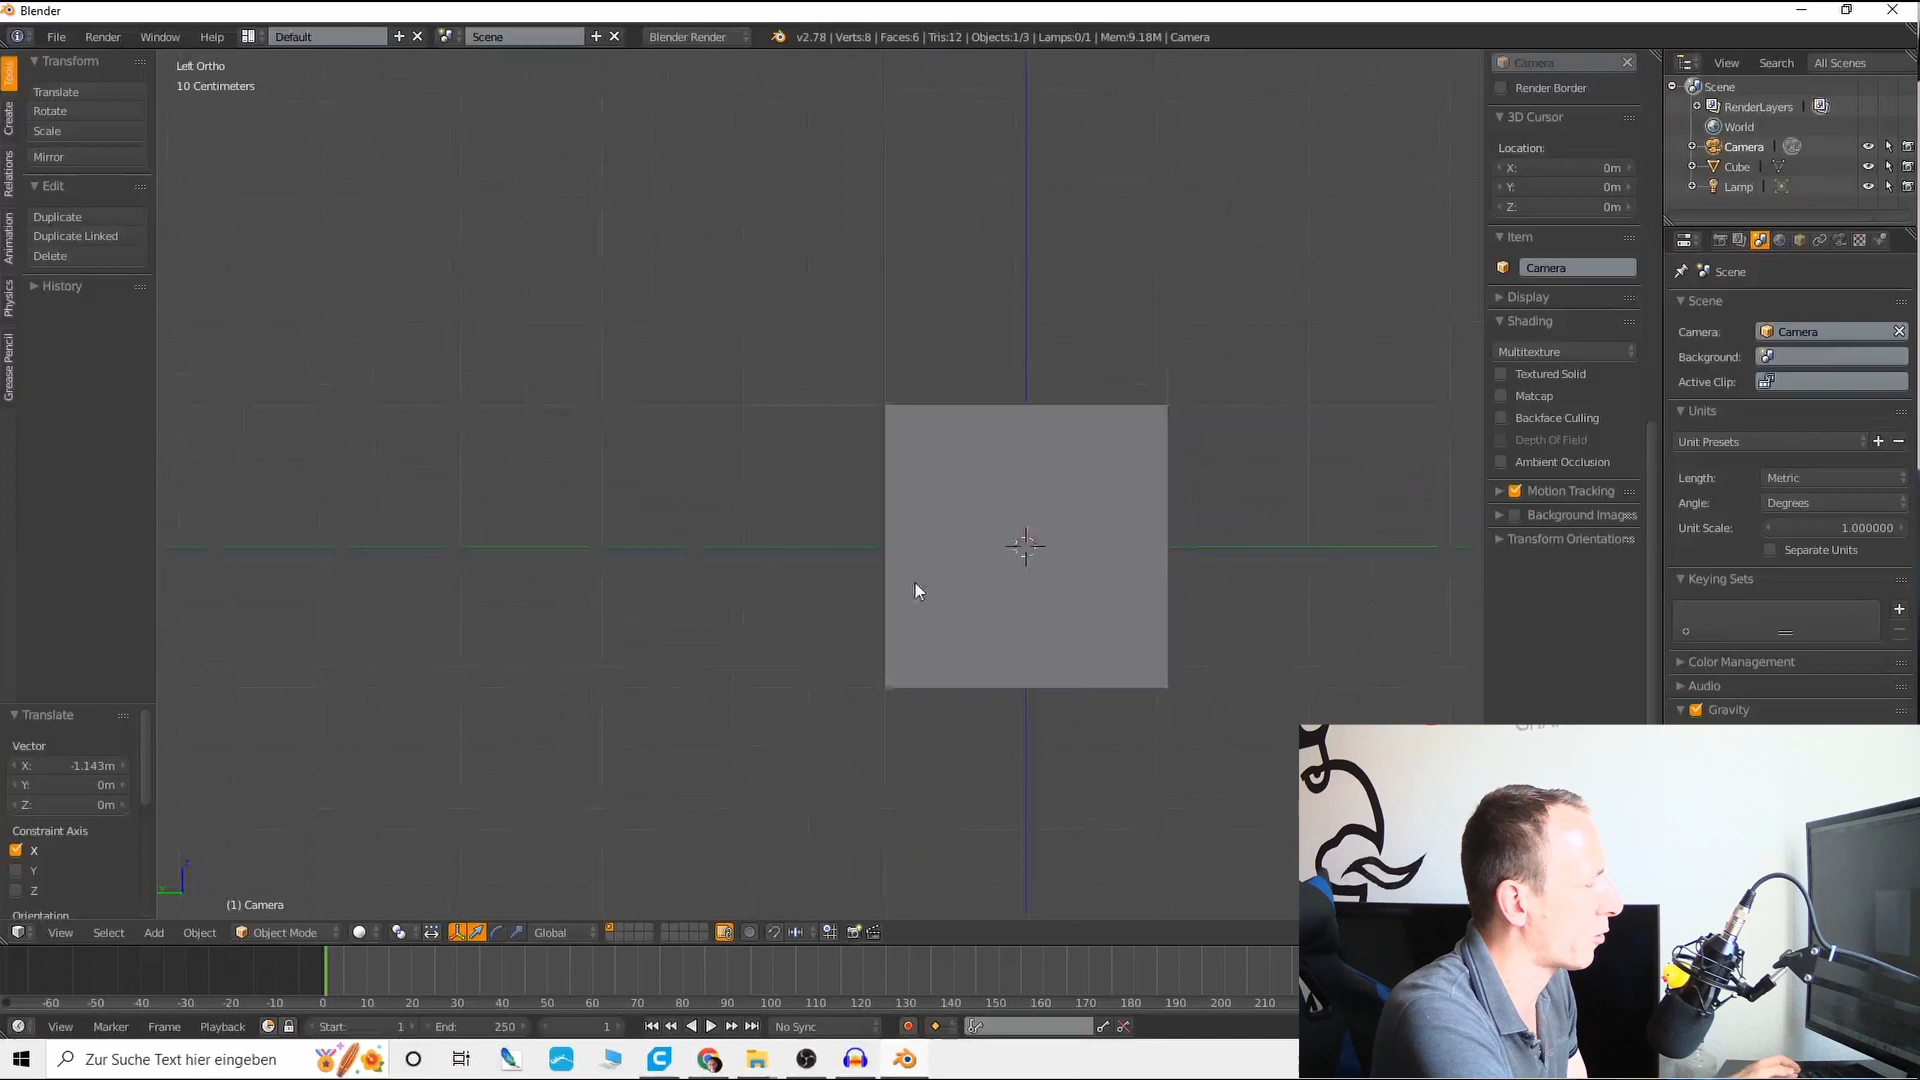 Blender
File Render Window Help Default Scene Blender Render v2.78 | Verts:8 | Faces:6 | Tris:12 | Objects:1/3 | Lamps:0/1 | Mem:9.18M | Camera
Tools
Create
Relations
Animation
Physics
Grease Pencil
Transform
Translate
Rotate
Scale
Mirror
Edit
Duplicate
Duplicate Linked
Delete
History
Translate
Vector
X: -1.143m
Y: 0m
Z: 0m
Constraint Axis
X
Y
Z
Orientation
Left Ortho
10 Centimeters
(1) Camera
Camera
Render Border
3D Cursor
Location:
X: 0m
Y: 0m
Z: 0m
Item
Camera
Display
Shading
Multitexture
Textured Solid
Matcap
Backface Culling
Depth Of Field
Ambient Occlusion
Motion Tracking
Background Images
Transform Orientations
View Search All Scenes
Scene
RenderLayers
World
Camera
Cube
Lamp
Scene
Scene
Camera: Camera
Background:
Active Clip:
Units
Unit Presets
Length: Metric
Angle: Degrees
Unit Scale: 1.000000
Separate Units
Keying Sets
Color Management
Audio
Gravity
View Select Add Object Object Mode Global
-60 -50 -40 -30 -20 -10 0 10 20 30 40 50 60 70 80 90 100 110 120 130 140 150 160 170 180 190 200 210
View Marker Frame Playback Start: 1 End: 250 1 No Sync
Zur Suche Text hier eingeben